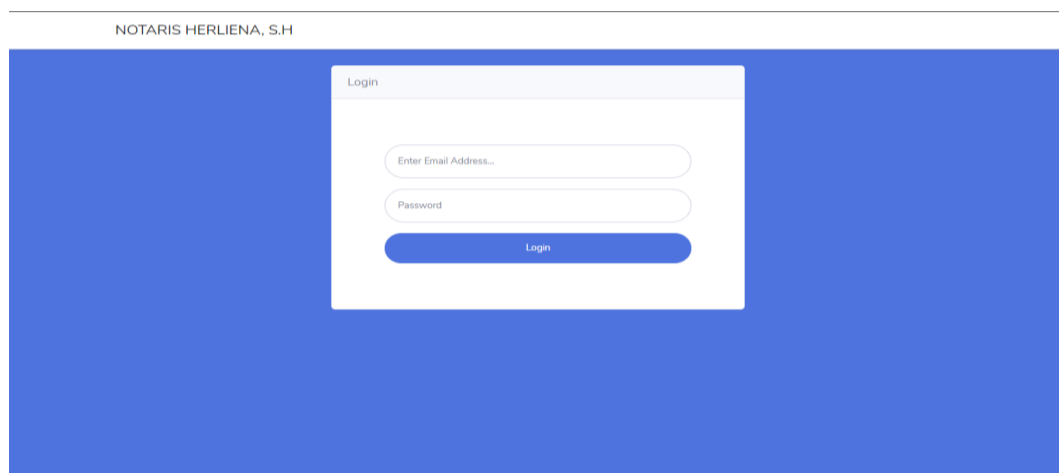 NOTARIS HERLIENA, S.H
Login
Enter Email Address...
Password
Login